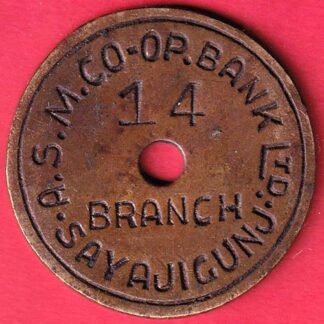 A.S.M.CO-OP.BANK LTD.
14
BRANCH
SAYAJIGUNJ.